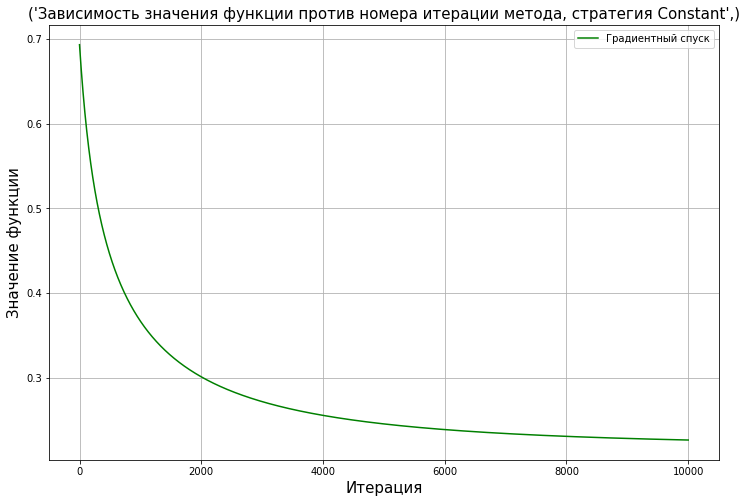 ('Зависимость значения функции против номера итерации метода, стратегия Constant',)
Градиентный спуск
Значение функции
0.7
0.6
0.5
0.4
0.3
0
2000
4000
6000
8000
10000
Итерация